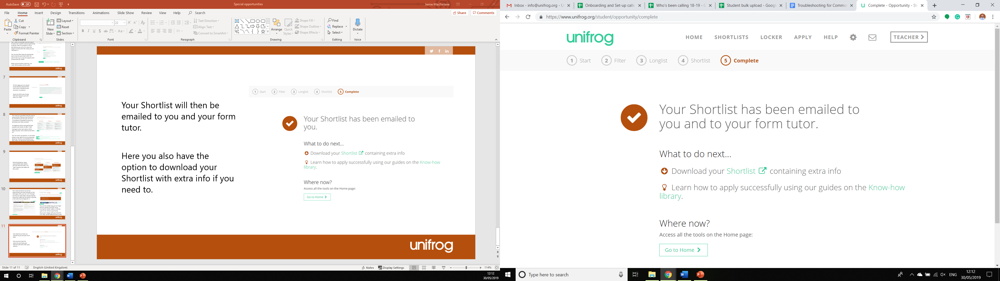 AutoSave Off
Special opportunities
Jamie MacFarlane
File Home Insert Design Transitions Animations Slide Show Review View Help Search
Share Comments
Paste
Cut
Copy
Format Painter
Clipboard
New Slide
Layout
Reset
Section
Slides
22
B I U S ab AV Aa A
Font
Text Direction
Align Text
Convert to SmartArt
Paragraph
Arrange
Quick Styles
Shape Fill
Shape Outline
Shape Effects
Drawing
Find
Replace
Select
Editing
Dictate
Voice
unifrog
7
unifrog
8
unifrog
9
unifrog
10
unifrog
11
unifrog
Your Shortlist will then be
emailed to you and your form
tutor.
Here you also have the
option to download your
Shortlist with extra info if you
need to.
1 Start 2 Filter 3 Longlist 4 Shortlist 5 Complete
Your Shortlist has been emailed to
you.
What to do next...
Download your Shortlist containing extra info
Learn how to apply successfully using our guides on the Know-how
library.
Where now?
Access all the tools on the Home page:
Go to Home
unifrog
Slide 11 of 11 English (United Kingdom)
Notes Display Settings 114%
12:12
30/05/2019
Inbox - info@unifrog.org - U
Onboarding and Set-up calls
Who's been calling 18-19 - G
Student bulk upload - Googl
Troubleshooting for Commo
Complete - Opportunity - Stu
https://www.unifrog.org/student/opportunity/complete
unifrog
HOME SHORTLISTS LOCKER APPLY HELP TEACHER
1 Start 2 Filter 3 Longlist 4 Shortlist 5 Complete
Your Shortlist has been emailed to
you and to your form tutor.
What to do next...
Download your Shortlist containing extra info
Learn how to apply successfully using our guides on the Know-how
library.
Where now?
Access all the tools on the Home page:
Go to Home
Type here to search
ENG
12:12
30/05/2019